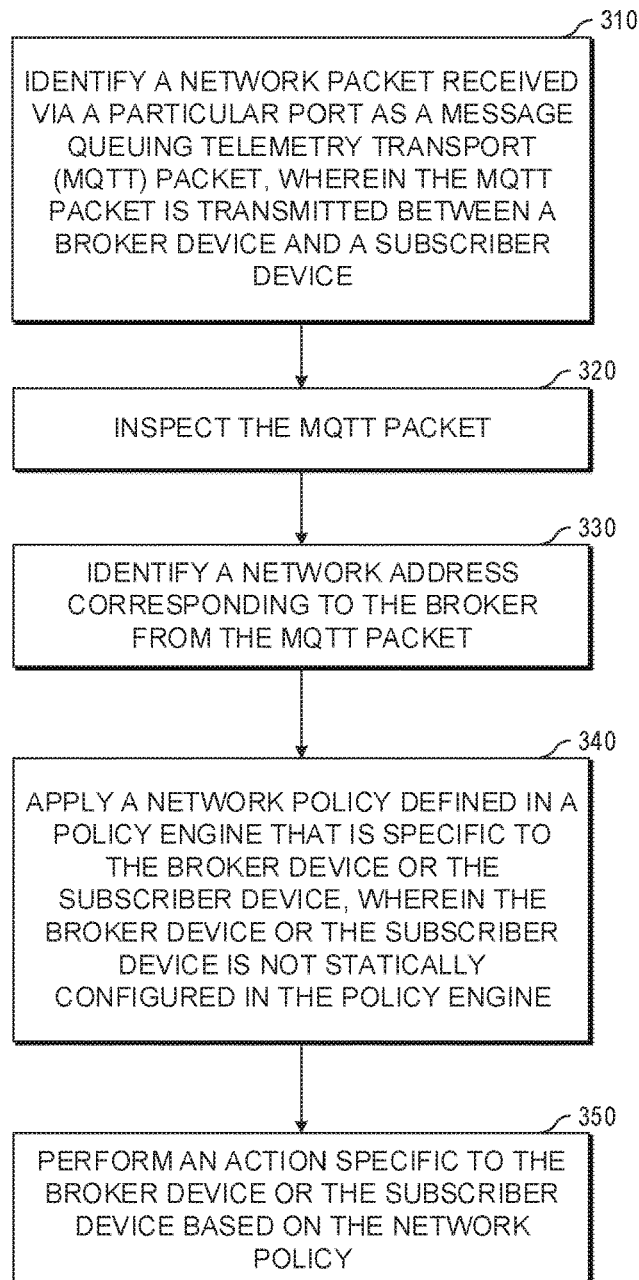 310
IDENTIFY A NETWORK PACKET RECEIVED
VIA A PARTICULAR PORT AS A MESSAGE
QUEUING TELEMETRY TRANSPORT
(MQTT) PACKET, WHEREIN THE MQTT
PACKET IS TRANSMITTED BETWEEN A
BROKER DEVICE AND A SUBSCRIBER
DEVICE
320
INSPECT THE MQTT PACKET
330
IDENTIFY A NETWORK ADDRESS
CORRESPONDING TO THE BROKER
FROM THE MQTT PACKET
340
APPLY A NETWORK POLICY DEFINED IN A
POLICY ENGINE THAT IS SPECIFIC TO
THE BROKER DEVICE OR THE
SUBSCRIBER DEVICE, WHEREIN THE
BROKER DEVICE OR THE SUBSCRIBER
DEVICE IS NOT STATICALLY
CONFIGURED IN THE POLICY ENGINE
350
PERFORM AN ACTION SPECIFIC TO THE
BROKER DEVICE OR THE SUBSCRIBER
DEVICE BASED ON THE NETWORK
POLICY